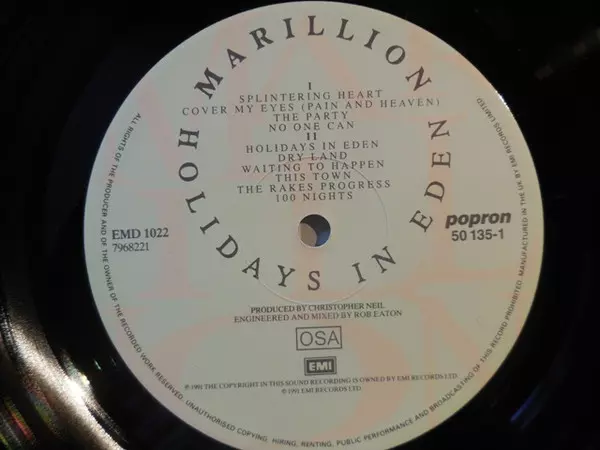 MARILLION
HOLIDAYS IN EDEN
I
SPLINTERING HEART
COVER MY EYES (PAIN AND HEAVEN)
THE PARTY
NO ONE CAN
II
HOLIDAYS IN EDEN
DRY LAND
WAITING TO HAPPEN
THIS TOWN
THE RAKES PROGRESS
100 NIGHTS
EMD 1022
7968221
popron
50 135-1
PRODUCED BY CHRISTOPHER NEIL
ENGINEERED AND MIXED BY ROB EATON
OSA
EMI
℗ 1991 THE COPYRIGHT IN THIS SOUND RECORDING IS OWNED BY EMI RECORDS LTD.
© 1991 EMI RECORDS LTD
ALL RIGHTS OF THE PRODUCER AND OF THE OWNER OF THE RECORDED WORK RESERVED. UNAUTHORISED COPYING, HIRING, RENTING, PUBLIC PERFORMANCE AND BROADCASTING OF THIS RECORD PROHIBITED. MANUFACTURED IN THE UK BY EMI RECORDS LIMITED